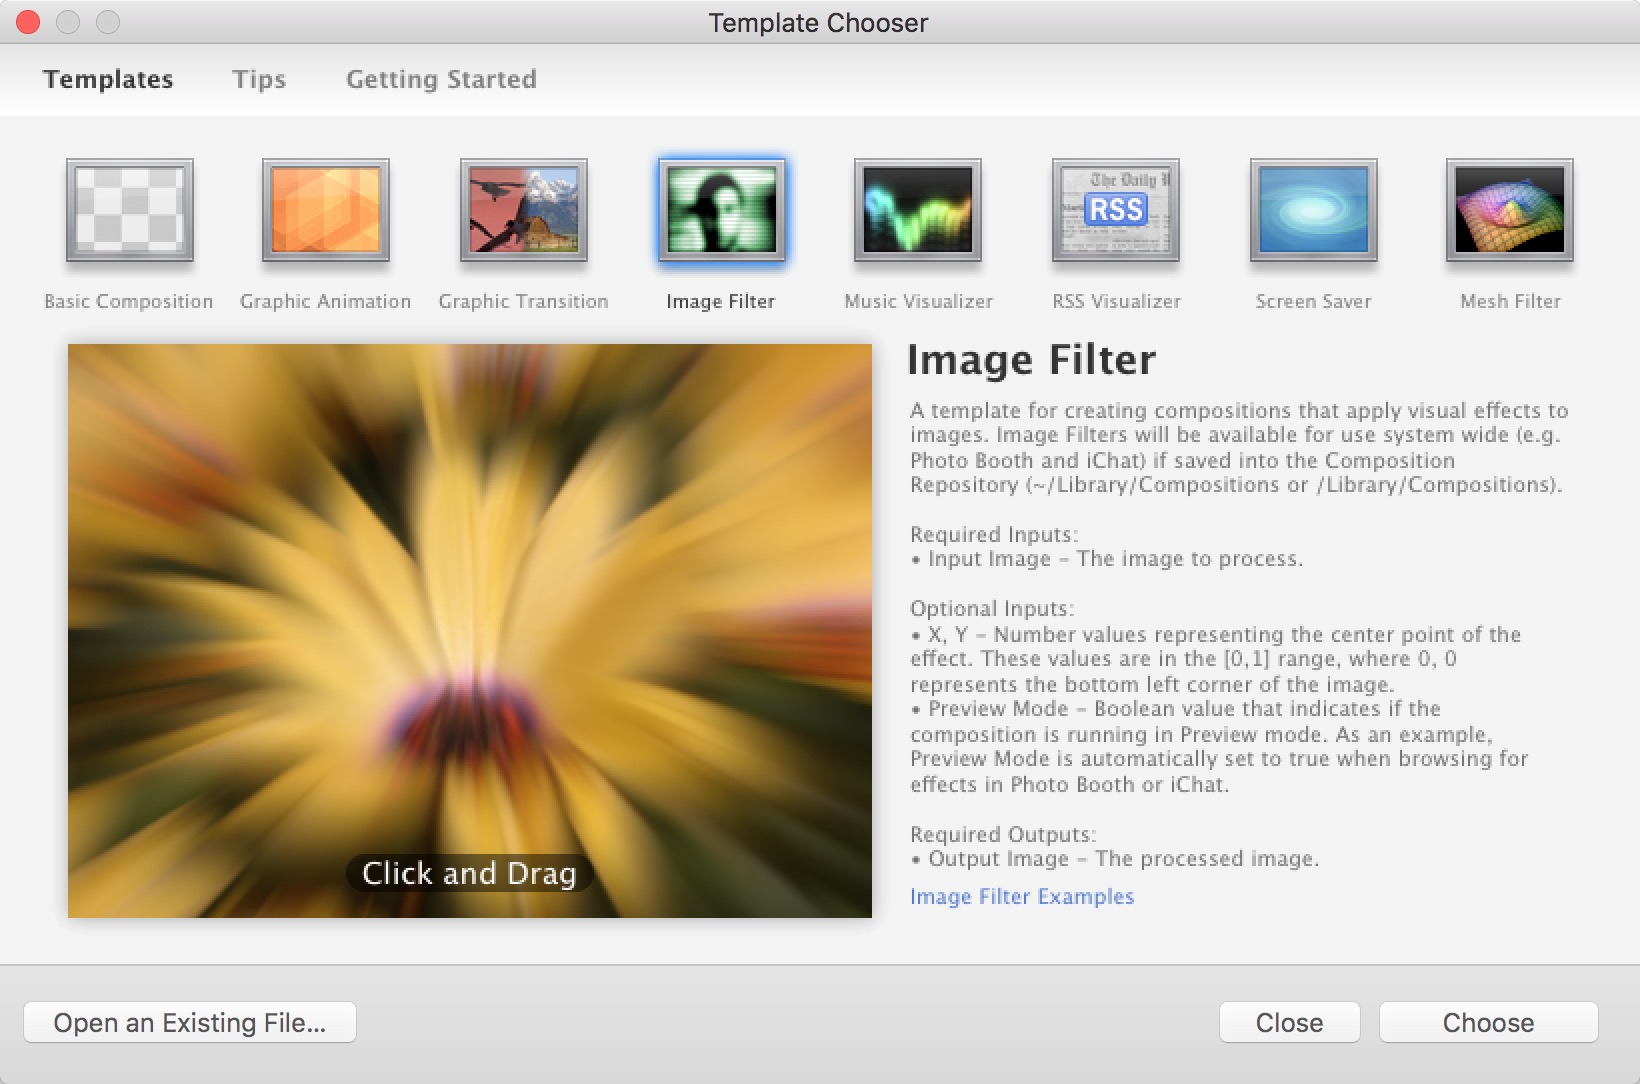 Template Chooser
Templates Tips Getting Started
The Daily
RSS
Basic Composition Graphic Animation Graphic Transition Image Filter Music Visualizer RSS Visualizer Screen Saver Mesh Filter
Image Filter
A template for creating compositions that apply visual effects to
images. Image Filters will be available for use system wide (e.g.
Photo Booth and iChat) if saved into the Composition
Repository (~/Library/Compositions or /Library/Compositions).
Required Inputs:
• Input Image – The image to process.
Optional Inputs:
• X, Y – Number values representing the center point of the
effect. These values are in the [0,1] range, where 0, 0
represents the bottom left corner of the image.
• Preview Mode – Boolean value that indicates if the
composition is running in Preview mode. As an example,
Preview Mode is automatically set to true when browsing for
effects in Photo Booth or iChat.
Required Outputs:
• Output Image – The processed image.
Image Filter Examples
Click and Drag
Open an Existing File... Close Choose